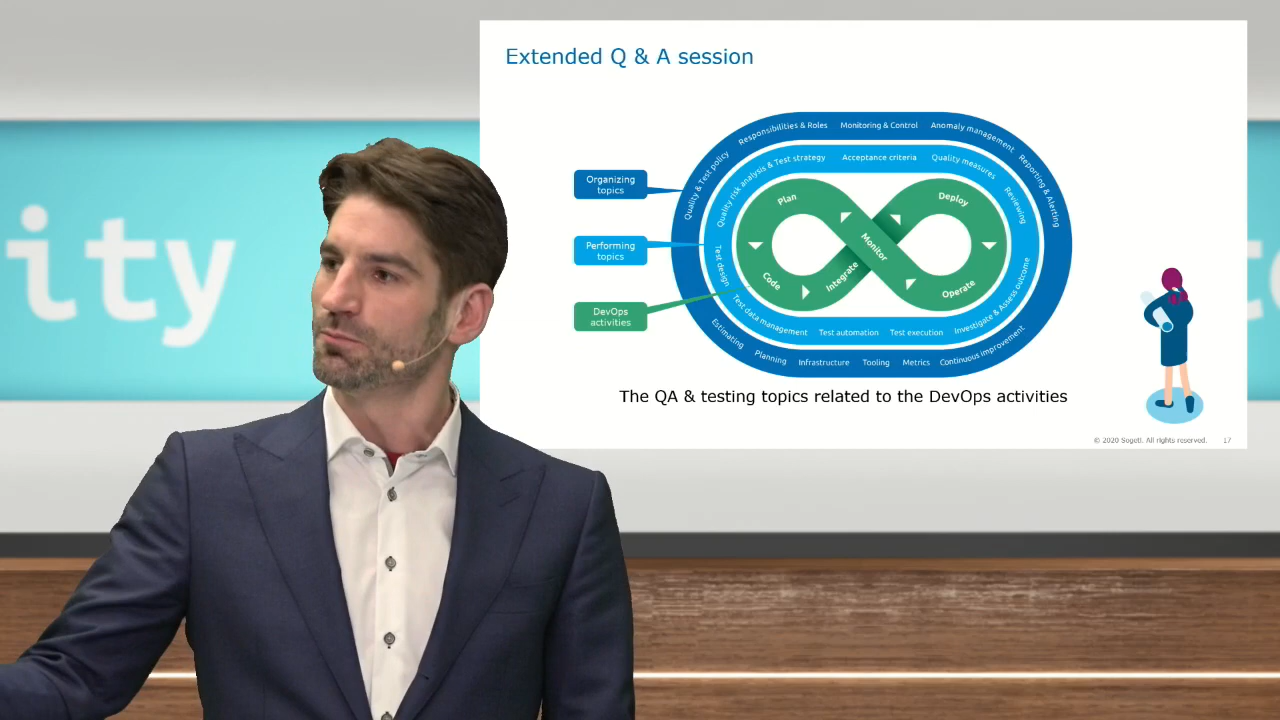 Extended Q & A session
Responsibilities & Roles
Monitoring & Control
Anomaly management
Quality & Test policy
Reporting & Alerting
Quality risk analysis & Test strategy
Acceptance criteria
Quality measures
Reviewing
Organizing
topics
Performing
topics
DevOps
activities
Plan
Deploy
Monitor
Code
Integrate
Operate
Test design
Test data management
Test automation
Test execution
Investigate & Assess outcome
Estimating
Planning
Infrastructure
Tooling
Metrics
Continuous improvement
The QA & testing topics related to the DevOps activities
© 2020 Sogeti. All rights reserved. 17
ity